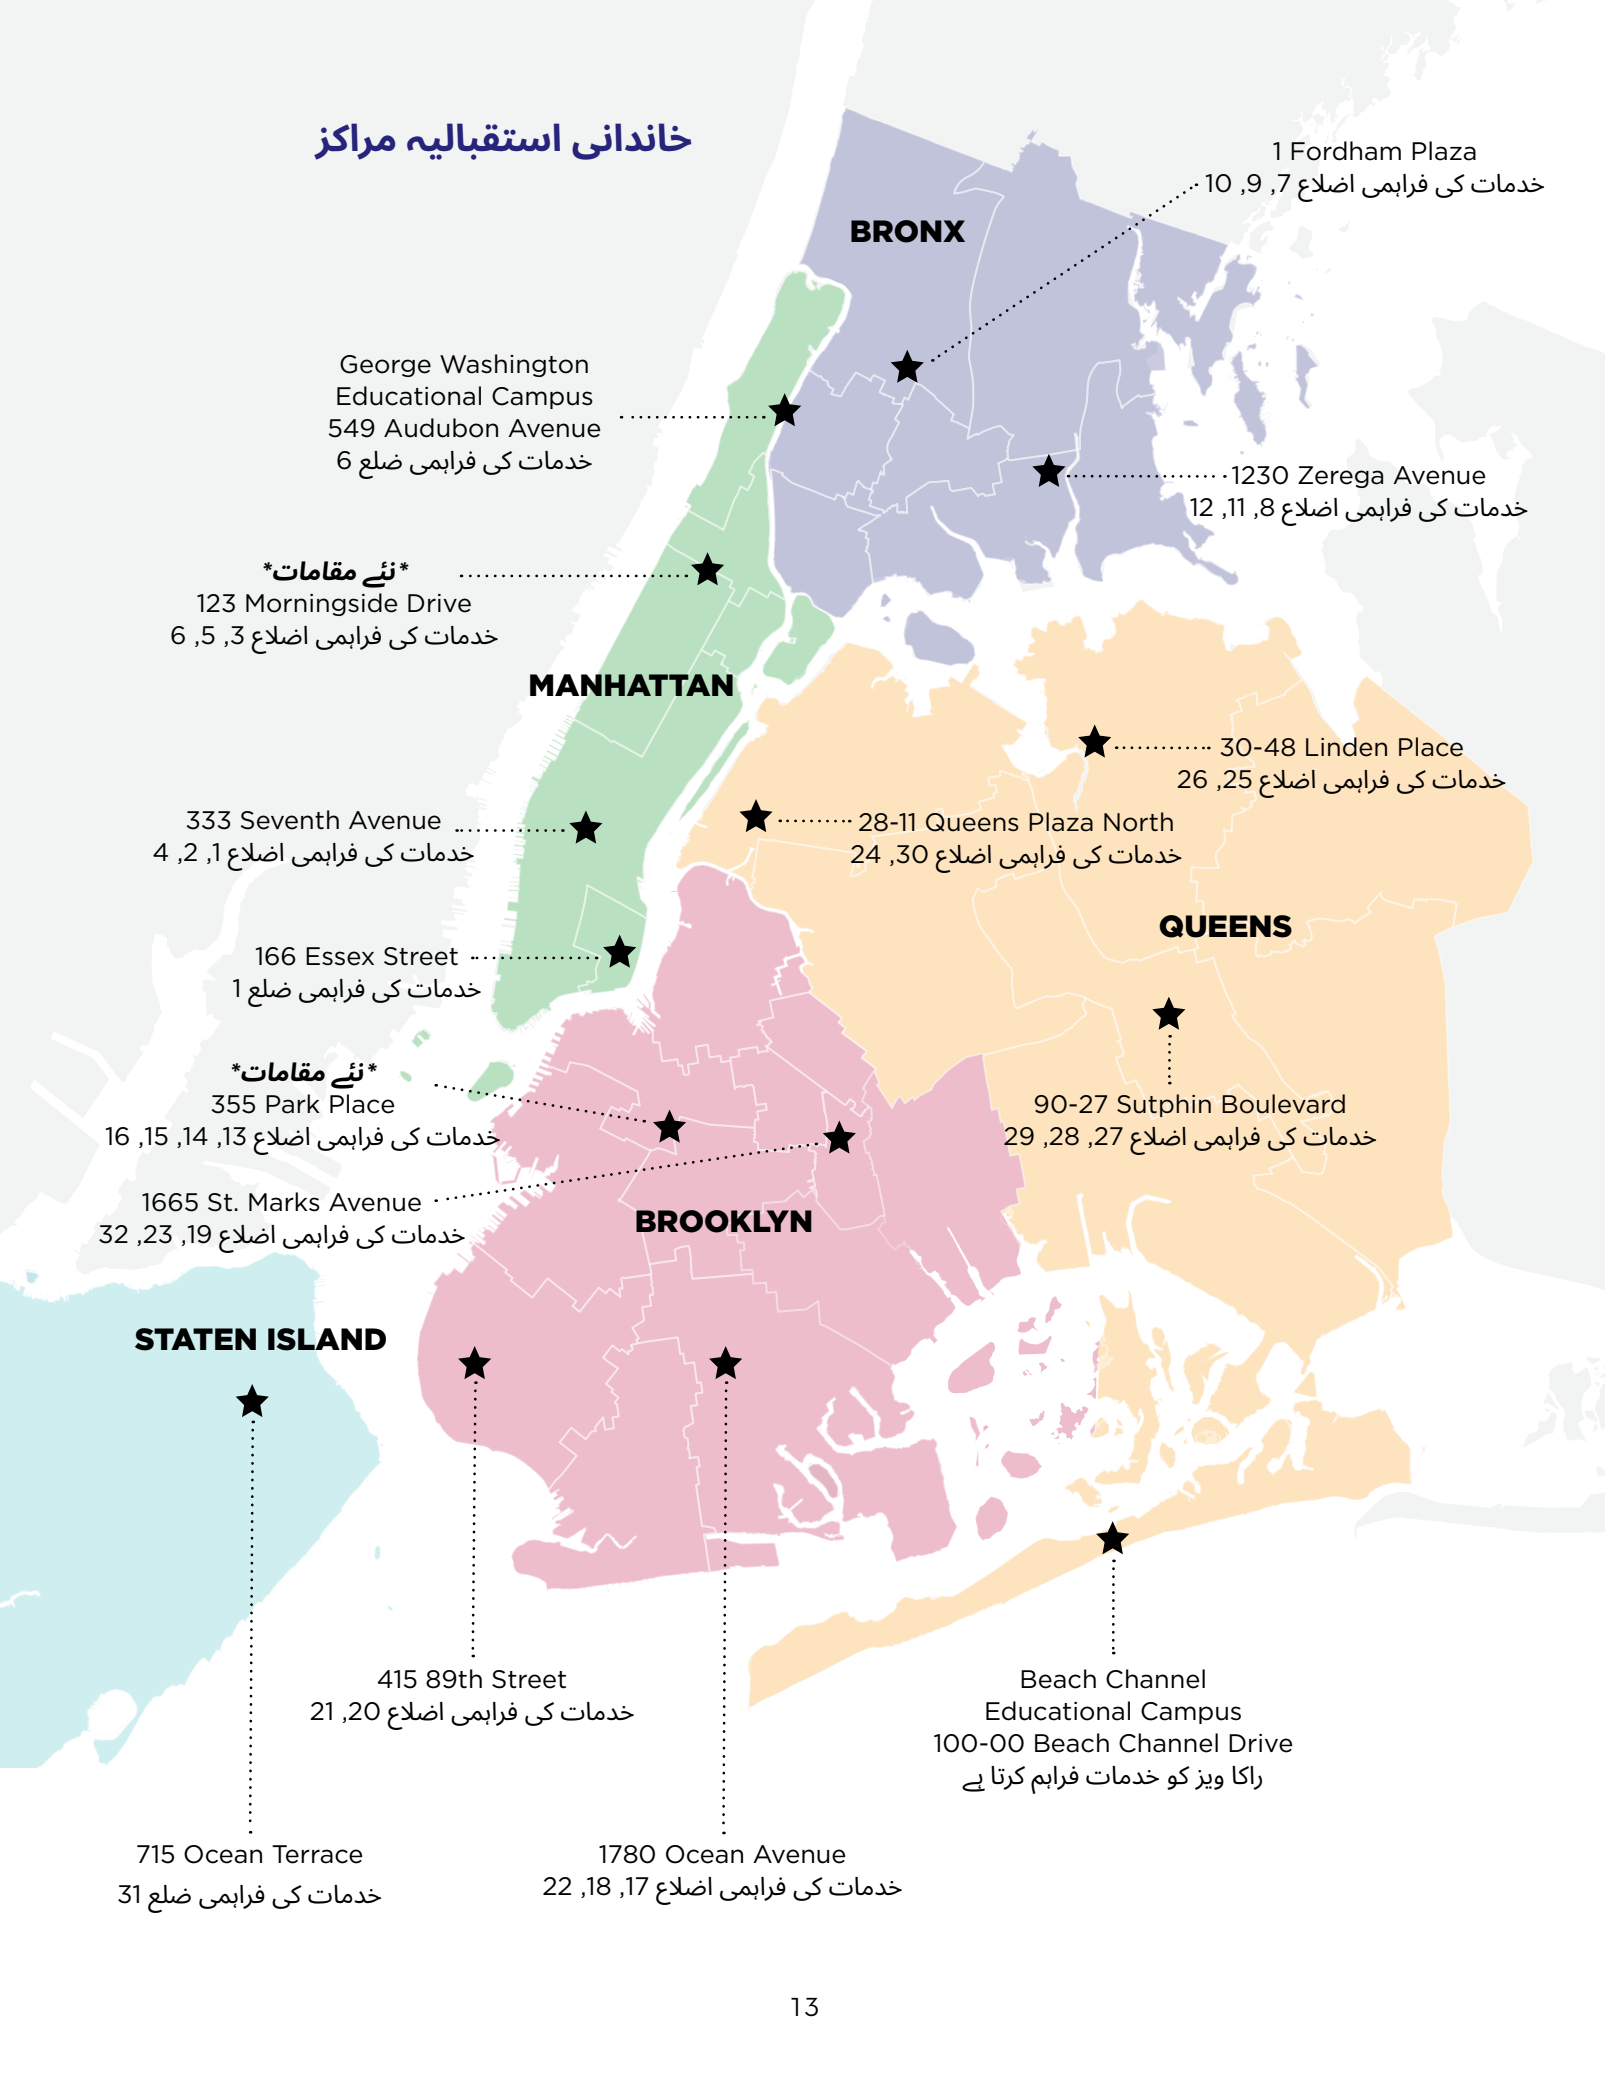 خاندانی استقبالیہ مراکز
1 Fordham Plaza
خدمات کی فراہمی اضلاع 7, 9, 10
BRONX
George Washington
Educational Campus
549 Audubon Avenue
خدمات کی فراہمی ضلع 6
1230 Zerega Avenue
خدمات کی فراہمی اضلاع 8, 11, 12
*نئے مقامات*
123 Morningside Drive
خدمات کی فراہمی اضلاع 3, 5, 6
MANHATTAN
30-48 Linden Place
خدمات کی فراہمی اضلاع 25, 26
333 Seventh Avenue
خدمات کی فراہمی اضلاع 1, 2, 4
28-11 Queens Plaza North
خدمات کی فراہمی اضلاع 30, 24
QUEENS
166 Essex Street
خدمات کی فراہمی ضلع 1
*نئے مقامات*
355 Park Place
خدمات کی فراہمی اضلاع 13, 14, 15, 16
90-27 Sutphin Boulevard
خدمات کی فراہمی اضلاع 27, 28, 29
1665 St. Marks Avenue
خدمات کی فراہمی اضلاع 19, 23, 32
BROOKLYN
STATEN ISLAND
415 89th Street
خدمات کی فراہمی اضلاع 20, 21
Beach Channel
Educational Campus
100-00 Beach Channel Drive
راکا ویز کو خدمات فراہم کرتا ہے
715 Ocean Terrace
خدمات کی فراہمی ضلع 31
1780 Ocean Avenue
خدمات کی فراہمی اضلاع 17, 18, 22
13